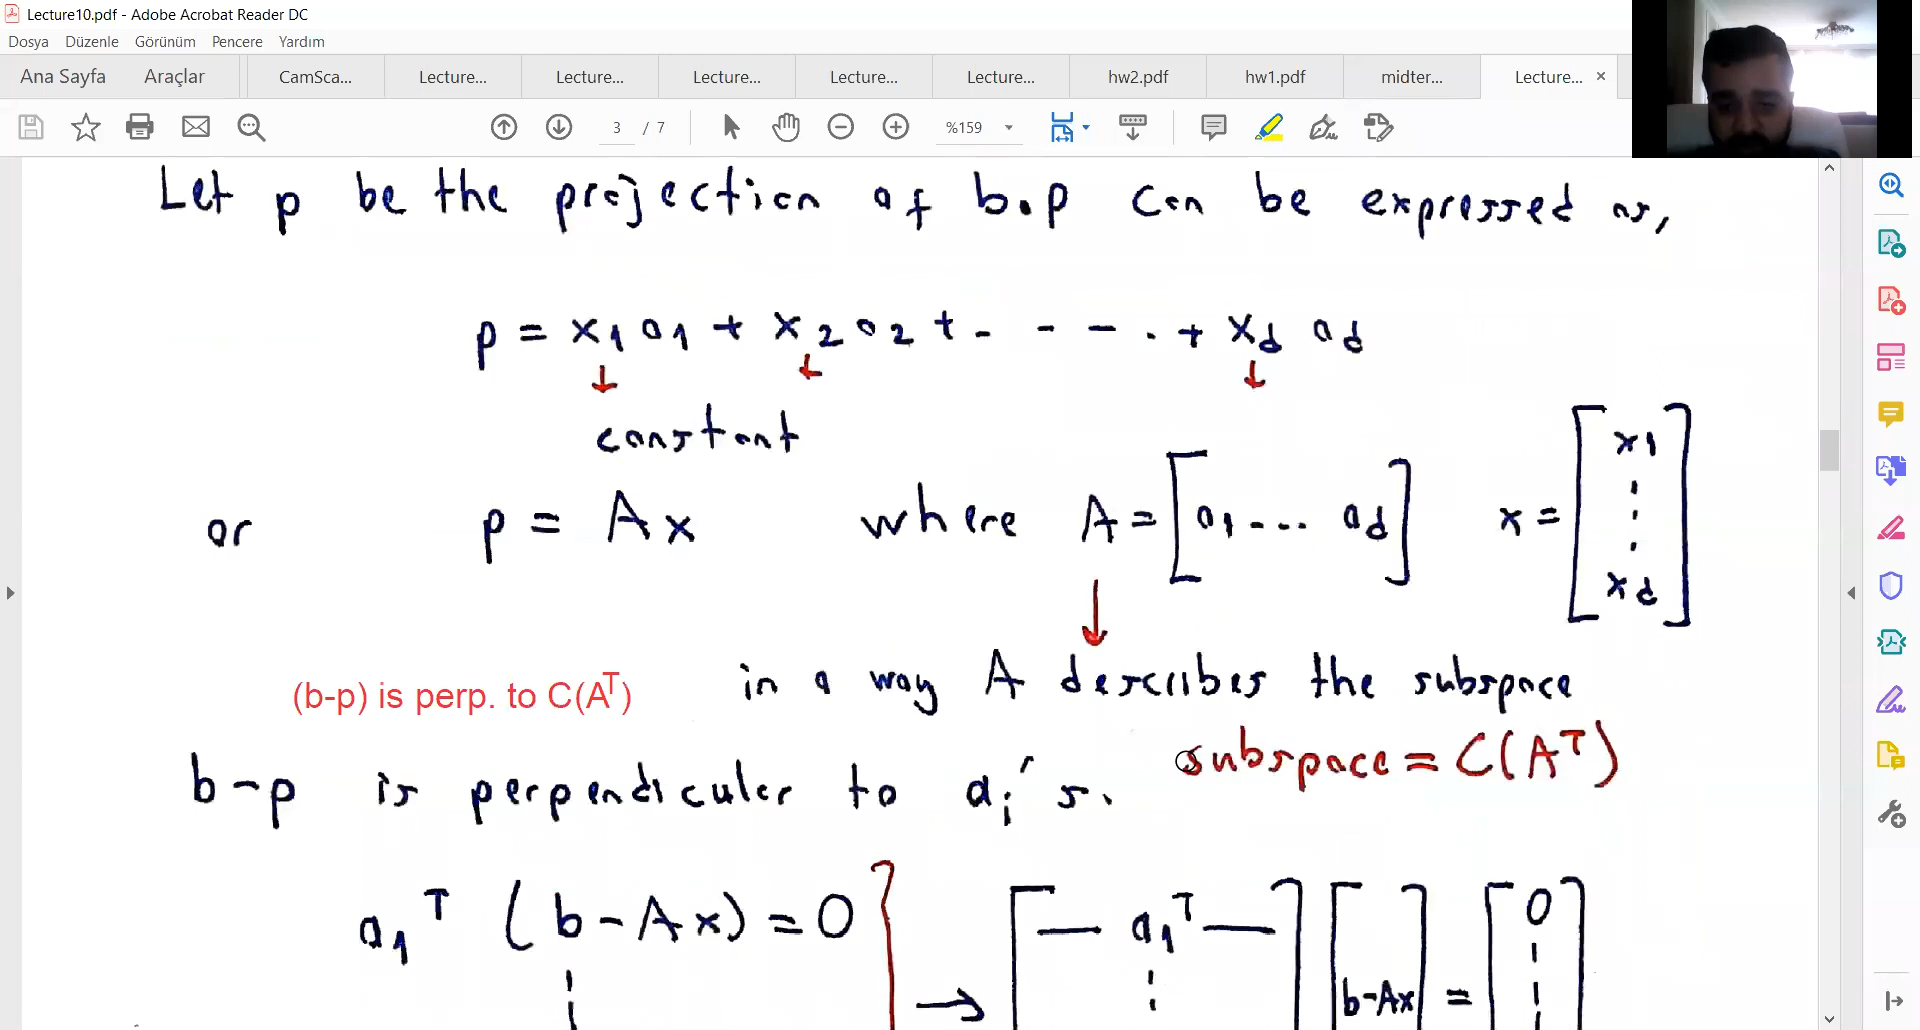 Lecture10.pdf - Adobe Acrobat Reader DC
Dosya Düzenle Görünüm Pencere Yardım
Ana Sayfa Araçlar CamSca... Lecture... Lecture... Lecture... Lecture... Lecture... hw2.pdf hw1.pdf midter... Lecture... ×
3 / 7 %159
Let p be the projection of b. p can be expressed as,
p = x1 a1 + x2 a2 + - - - . + xd ad
constant
or p = Ax where A = [a1 - ... ad] x = [x1 ⋮ xd]
in a way A describes the subspace
(b-p) is perp. to C(Aᵀ)
subspace = C(Aᵀ)
b-p is perpendiculer to ai's.
a1ᵀ (b-Ax) = 0 → [— a1ᵀ — ⋮] [b-Ax] = [0 ⋮]